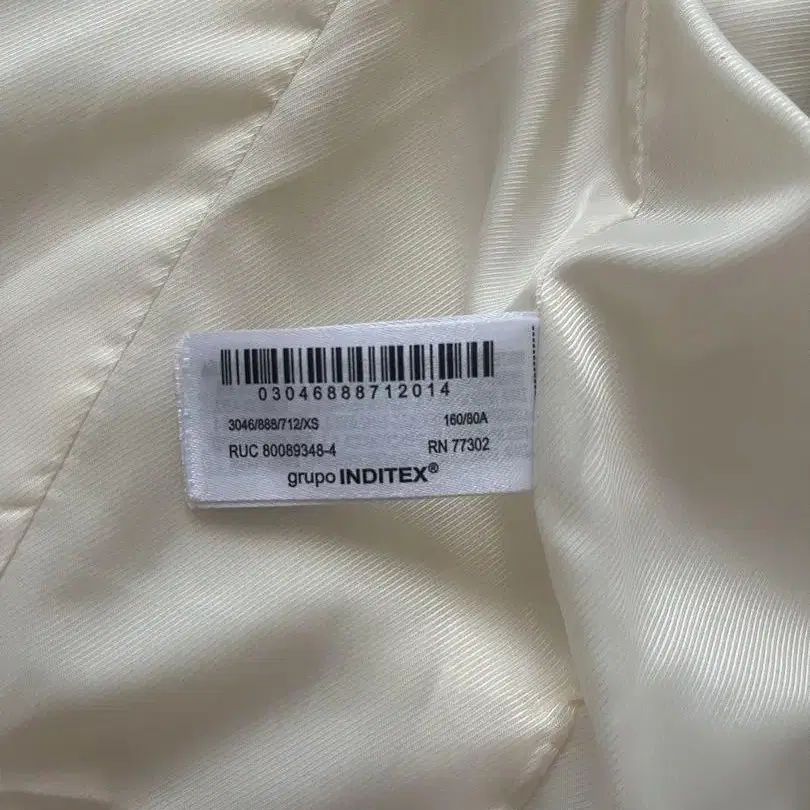 03046888712014
3046/888/712/XS 160/80A
RUC 80089348-4 RN 77302
grupo INDITEX®